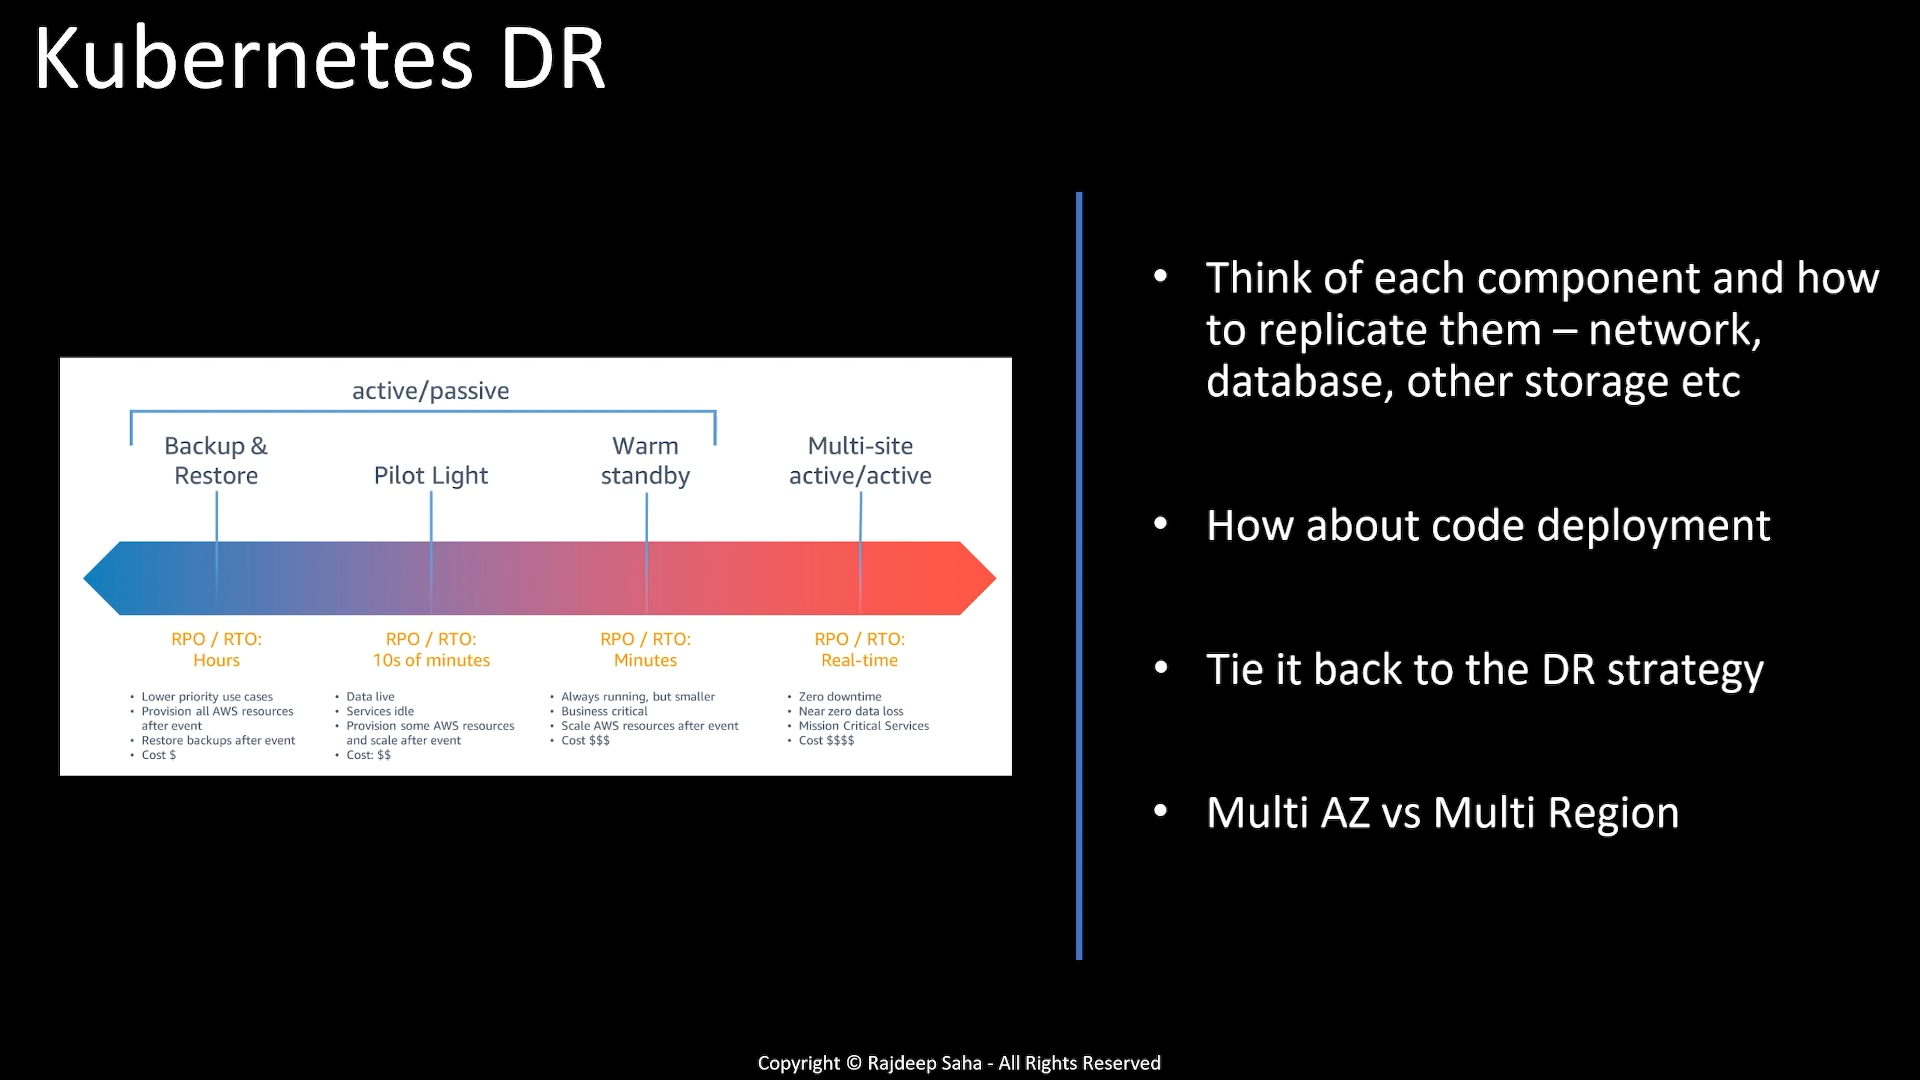 Kubernetes DR
active/passive
Backup &
Restore
Pilot Light
Warm
standby
Multi-site
active/active
RPO / RTO:
Hours
RPO / RTO:
10s of minutes
RPO / RTO:
Minutes
RPO / RTO:
Real-time
• Lower priority use cases
• Provision all AWS resources
after event
• Restore backups after event
• Cost $
• Data live
• Services idle
• Provision some AWS resources
and scale after event
• Cost: $$
• Always running, but smaller
• Business critical
• Scale AWS resources after event
• Cost $$$
• Zero downtime
• Near zero data loss
• Mission Critical Services
• Cost $$$$
• Think of each component and how
to replicate them – network,
database, other storage etc
• How about code deployment
• Tie it back to the DR strategy
• Multi AZ vs Multi Region
Copyright © Rajdeep Saha - All Rights Reserved